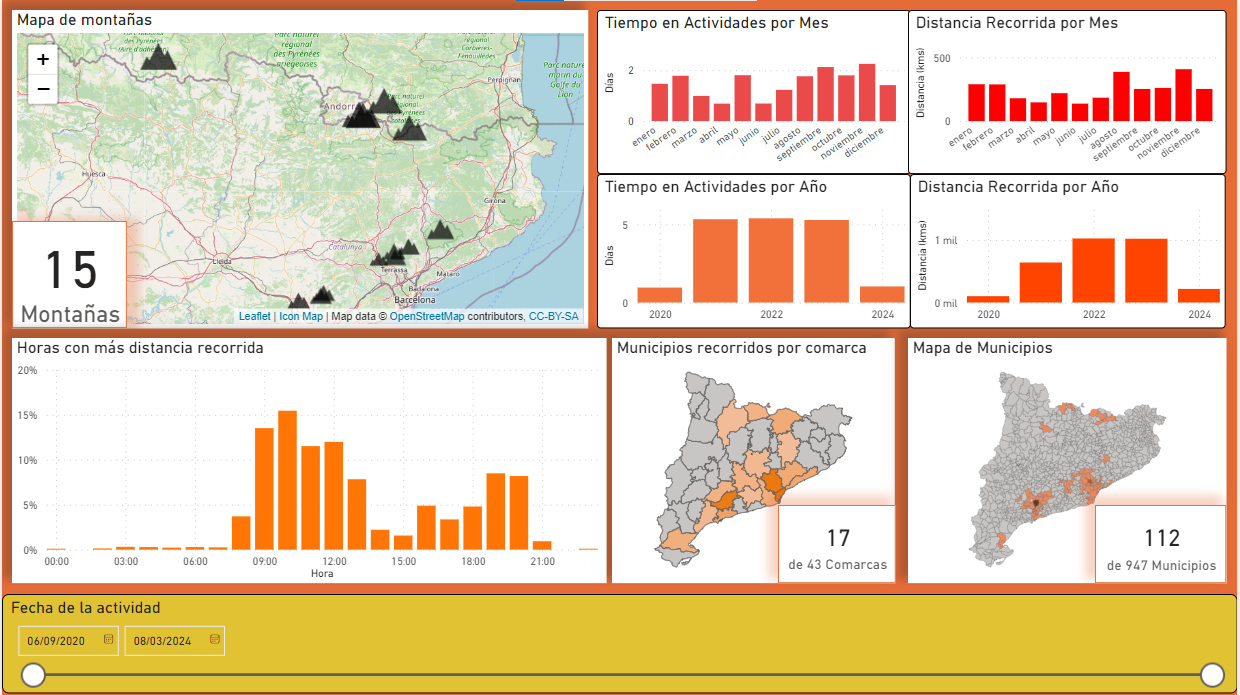 Mapa de montañas
+
−
Parc naturel
régional
des Pyrénées
Ariégeoises
Perpignan
Parc naturel
marin du
Golfe du
Lion
Andorra
Huesca
Girona
Catalunya
Lleida
Terrassa
Mataró
Badalona
Barcelona
15
Montañas
Leaflet | Icon Map | Map data © OpenStreetMap contributors, CC-BY-SA
Tiempo en Actividades por Mes
Días
2
0
enero
febrero
marzo
abril
mayo
junio
julio
agosto
septiembre
octubre
noviembre
diciembre
Distancia Recorrida por Mes
Distancia (kms)
500
0
enero
febrero
marzo
abril
mayo
junio
julio
agosto
septiembre
octubre
noviembre
diciembre
Tiempo en Actividades por Año
Días
5
0
2020 2022 2024
Distancia Recorrida por Año
Distancia (kms)
1 mil
0 mil
2020 2022 2024
Horas con más distancia recorrida
20%
15%
10%
5%
0%
00:00 03:00 06:00 09:00 12:00 15:00 18:00 21:00
Hora
Municipios recorridos por comarca
17
de 43 Comarcas
Mapa de Municipios
112
de 947 Municipios
Fecha de la actividad
06/09/2020 08/03/2024